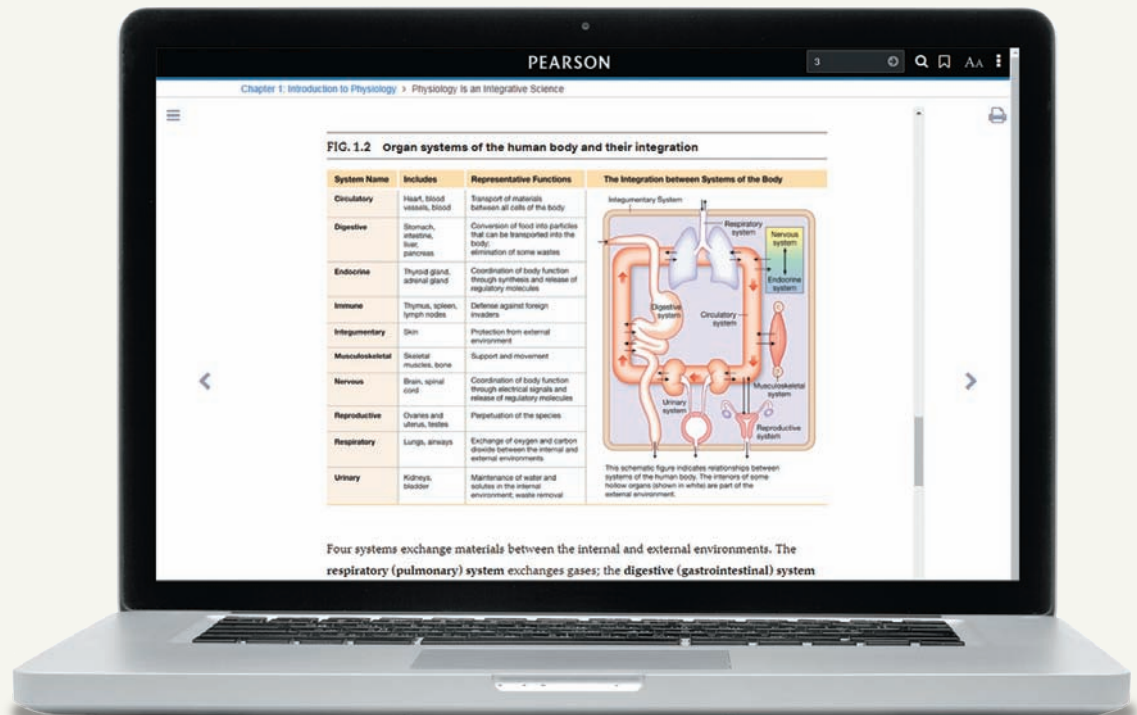 PEARSON
3
AA
Chapter 1: Introduction to Physiology > Physiology Is an Integrative Science
FIG. 1.2 Organ systems of the human body and their integration
System Name Includes Representative Functions The Integration between Systems of the Body
Circulatory
Heart, blood
vessels, blood
Transport of materials
between all cells of the body
Digestive
Stomach,
intestine,
liver,
pancreas
Conversion of food into particles
that can be transported into the
body;
elimination of some wastes
Endocrine
Thyroid gland,
adrenal gland
Coordination of body function
through synthesis and release of
regulatory molecules
Immune
Thymus, spleen,
lymph nodes
Defense against foreign
invaders
Integumentary
Skin
Protection from external
environment
Musculoskeletal
Skeletal
muscles, bone
Support and movement
Nervous
Brain, spinal
cord
Coordination of body function
through electrical signals and
release of regulatory molecules
Reproductive
Ovaries and
uterus, testes
Perpetuation of the species
Respiratory
Lungs, airways
Exchange of oxygen and carbon
dioxide between the internal and
external environments
Urinary
Kidneys,
bladder
Maintenance of water and
solutes in the internal
environment; waste removal
Integumentary System
Respiratory
system
Nervous
system
Endocrine
system
Digestive
system
Circulatory
system
Musculoskeletal
system
Urinary
system
Reproductive
system
This schematic figure indicates relationships between
systems of the human body. The interiors of some
hollow organs (shown in white) are part of the
external environment.
Four systems exchange materials between the internal and external environments. The
respiratory (pulmonary) system exchanges gases; the digestive (gastrointestinal) system